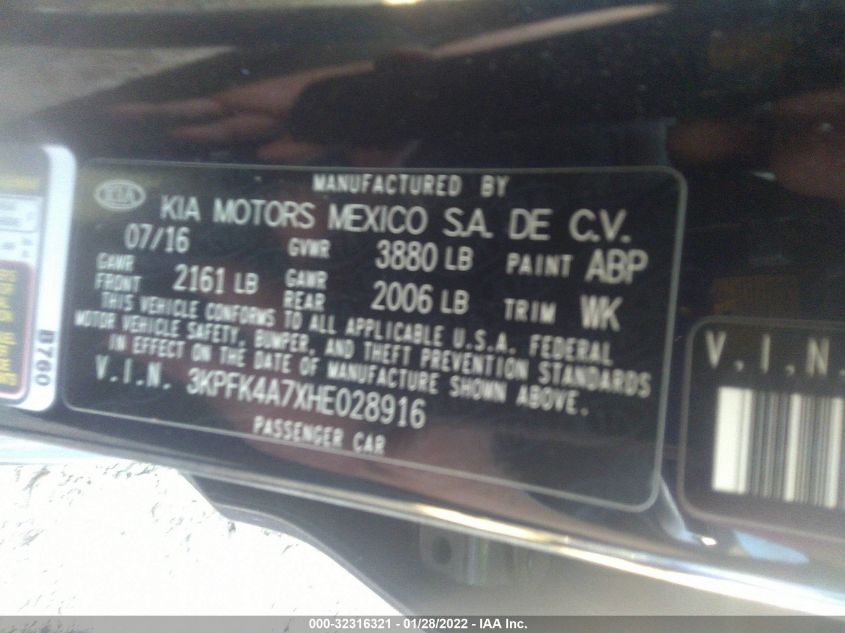 MANUFACTURED BY
KIA
KIA MOTORS MEXICO S.A. DE C.V.
07/16 GVWR 3880 LB PAINT ABP
GAWR FRONT 2161 LB GAWR REAR 2006 LB TRIM WK
THIS VEHICLE CONFORMS TO ALL APPLICABLE U.S.A. FEDERAL
MOTOR VEHICLE SAFETY, BUMPER, AND THEFT PREVENTION STANDARDS
IN EFFECT ON THE DATE OF MANUFACTURE SHOWN ABOVE.
V.I.N. 3KPFK4A7XHE028916
PASSENGER CAR
B760
V.I.N.
000-32316321 - 01/28/2022 - IAA Inc.